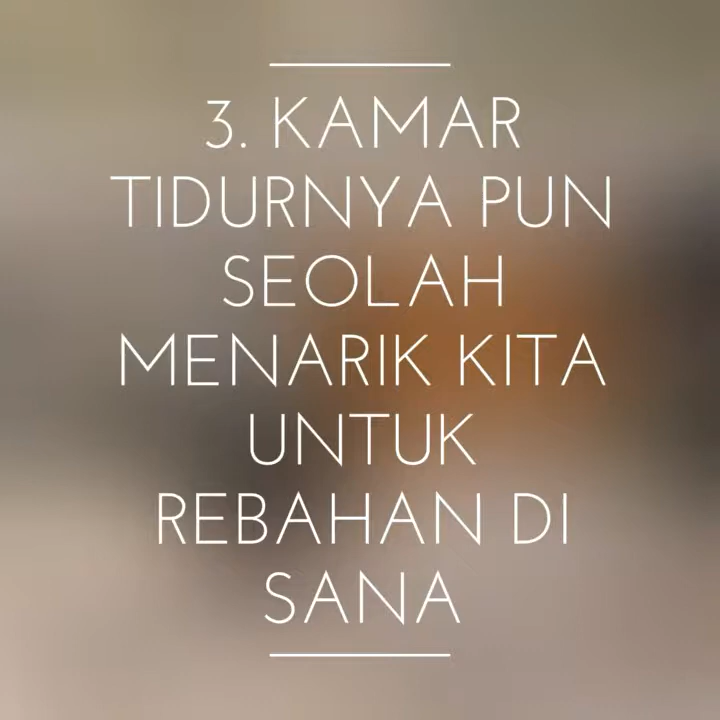 3. KAMAR
TIDURNYA PUN
SEOLAH
MENARIK KITA
UNTUK
REBAHAN DI
SANA